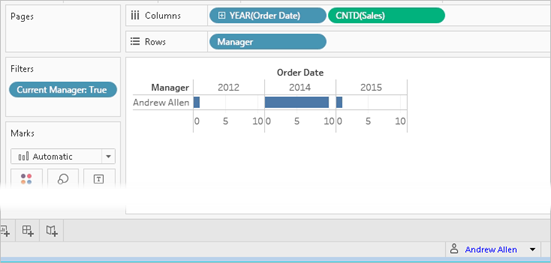 Pages
Columns
YEAR(Order Date)
CNTD(Sales)
Rows
Manager
Filters
Current Manager: True
Order Date
Manager 2012 2014 2015
Andrew Allen
0 5 10 0 5 10 0 5 10
Marks
Automatic
T
Andrew Allen